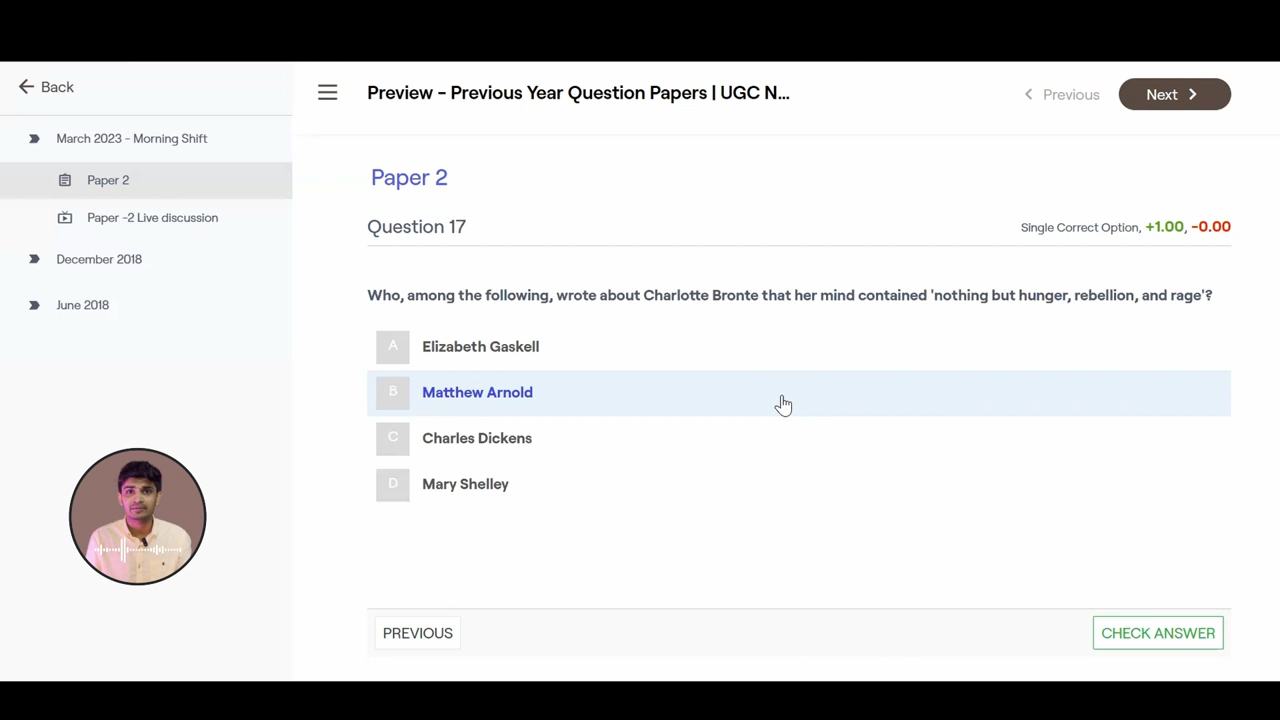 Back
Preview - Previous Year Question Papers | UGC N...
Previous
Next
March 2023 - Morning Shift
Paper 2
Paper -2 Live discussion
December 2018
June 2018
Paper 2
Question 17
Single Correct Option, +1.00, -0.00
Who, among the following, wrote about Charlotte Bronte that her mind contained 'nothing but hunger, rebellion, and rage'?
A Elizabeth Gaskell
B Matthew Arnold
C Charles Dickens
D Mary Shelley
PREVIOUS
CHECK ANSWER